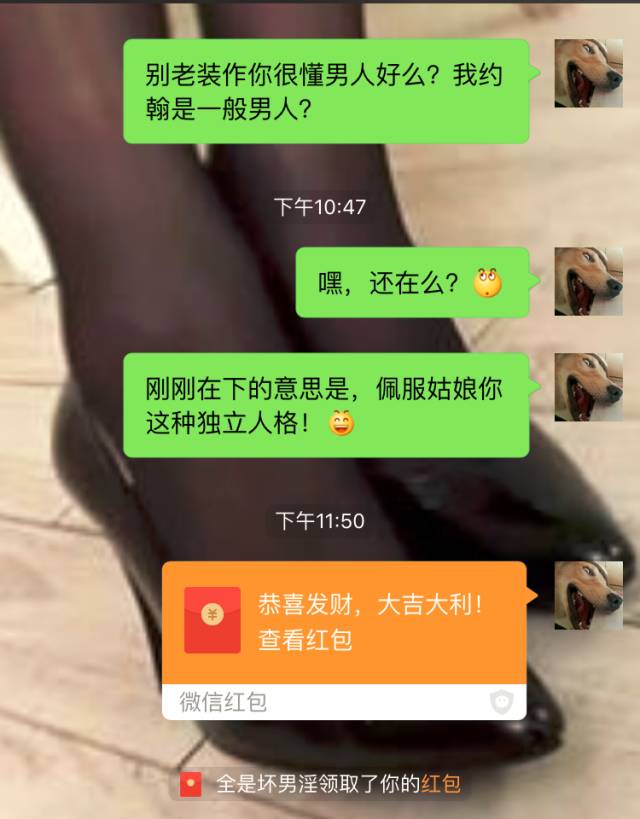 别老装作你很懂男人好么？我约
翰是一般男人？
下午10:47
嘿，还在么？
刚刚在下的意思是，佩服姑娘你
这种独立人格！
下午11:50
恭喜发财，大吉大利！
查看红包
微信红包
全是坏男淫领取了你的红包